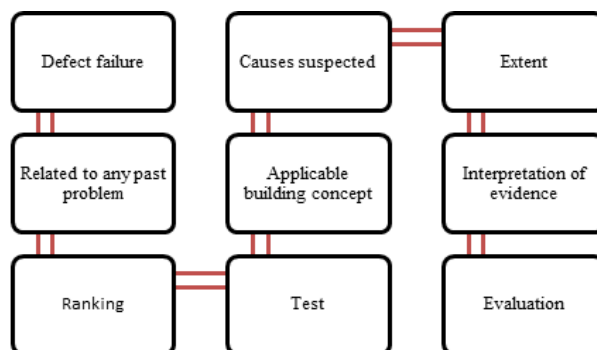 Defect failure
Related to any past
problem
Ranking
Test
Applicable
building concept
Causes suspected
Extent
Interpretation of
evidence
Evaluation